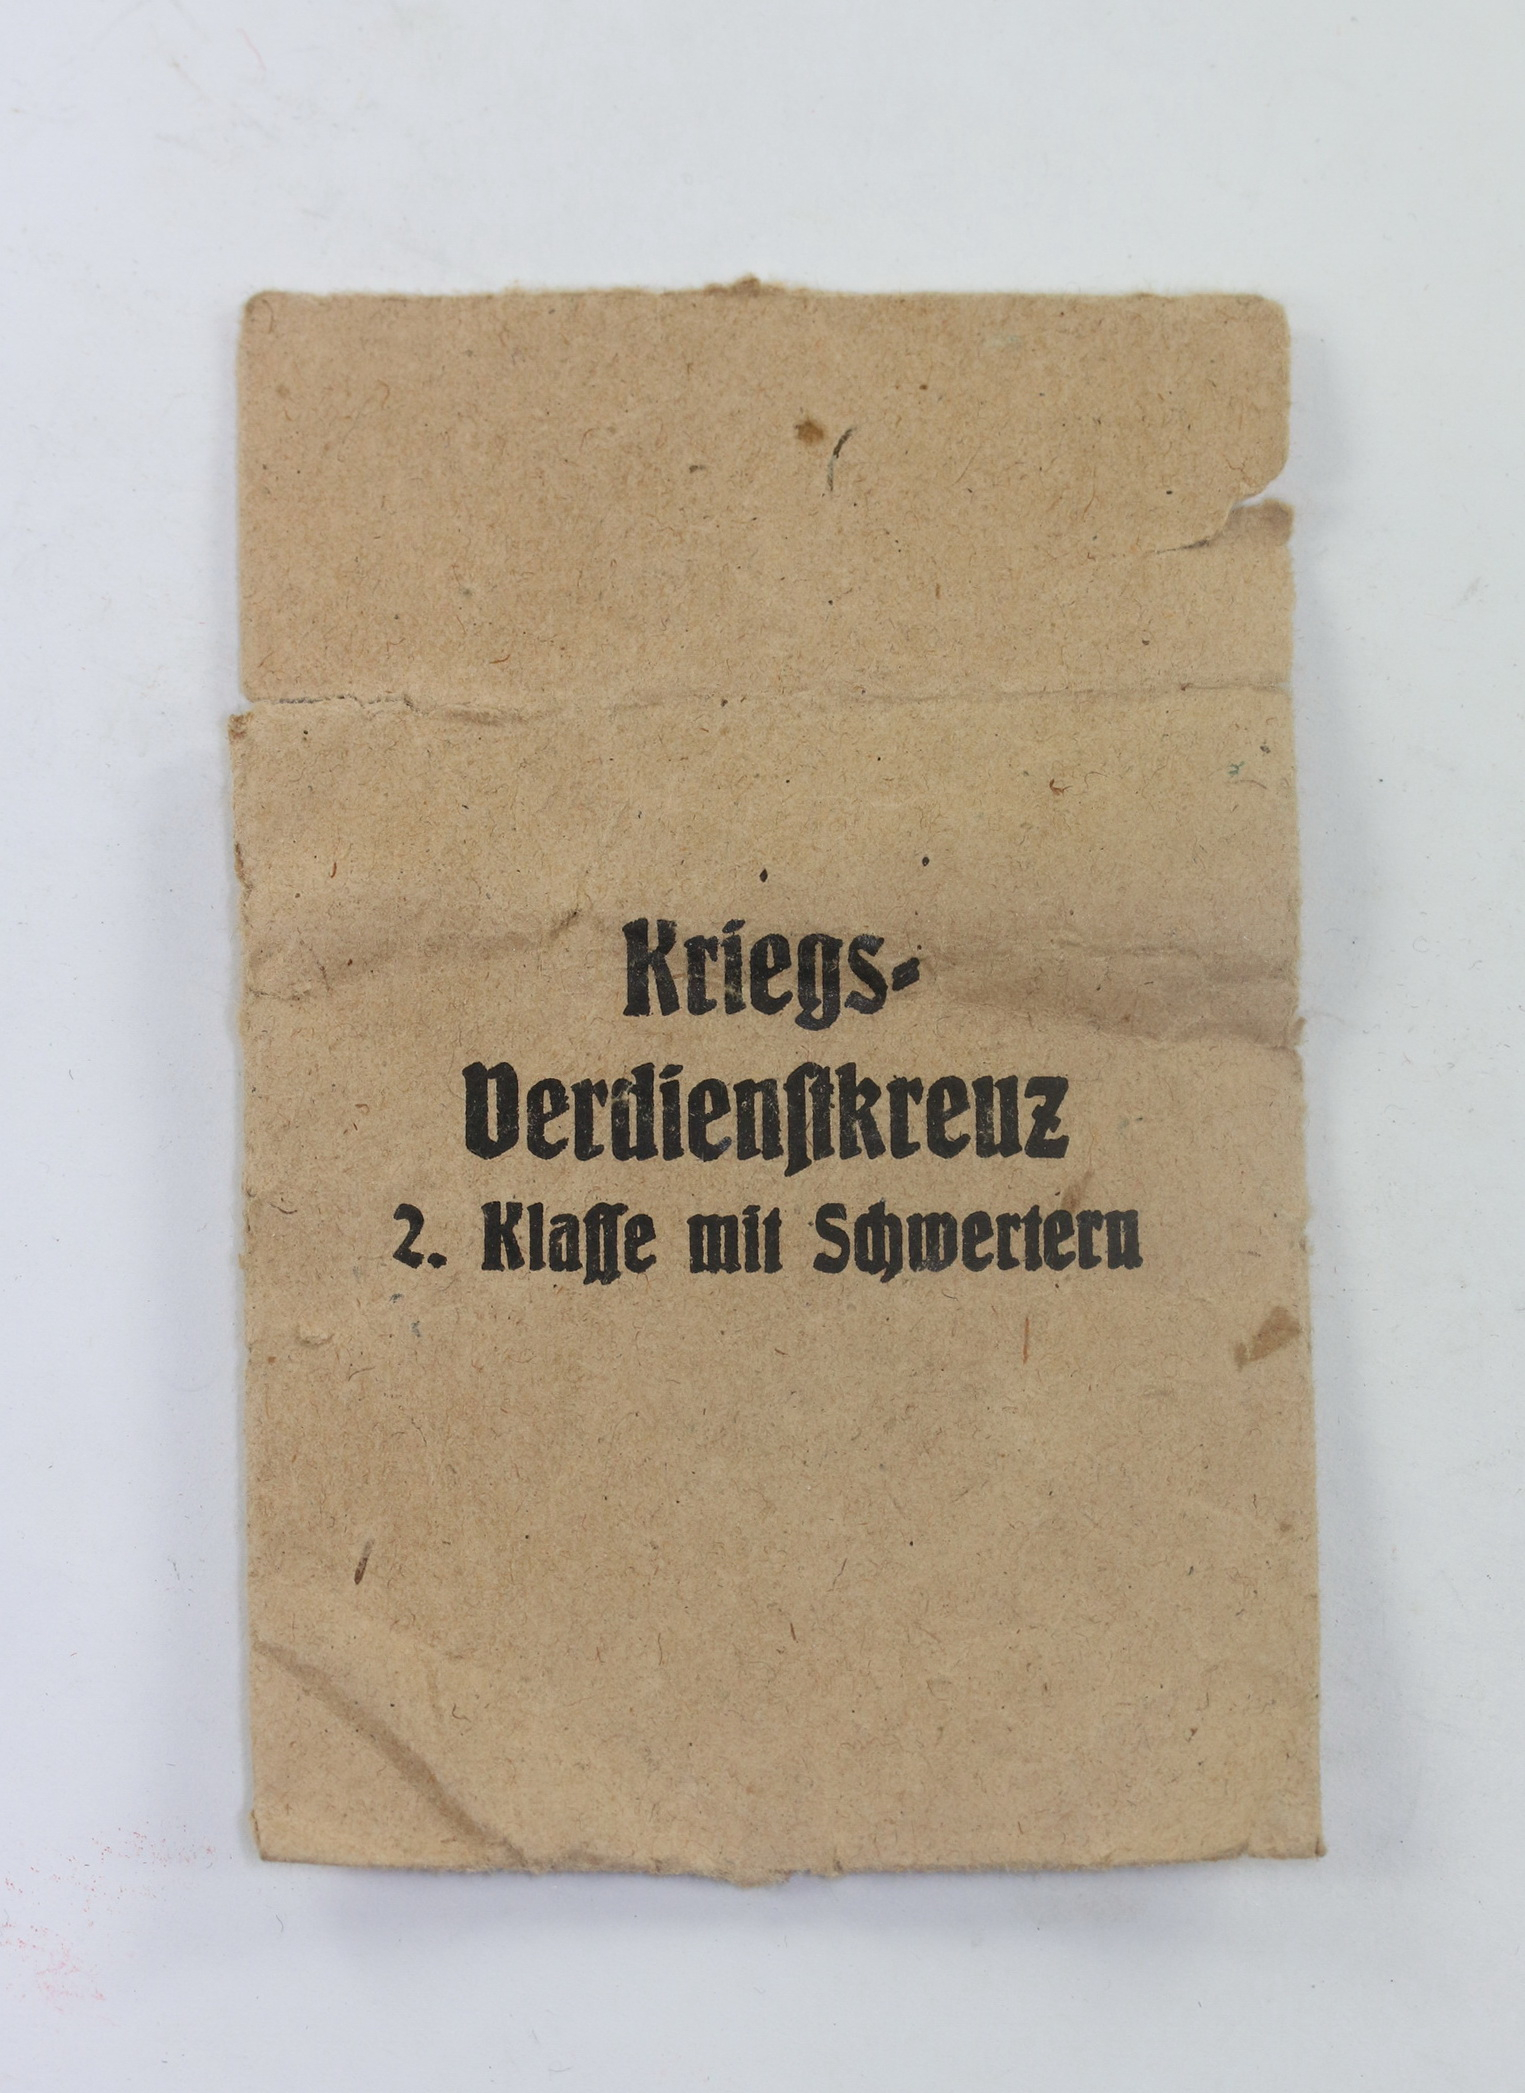 Kriegs-
Verdienſtkreuz
2. Klaſſe mit Schwertern